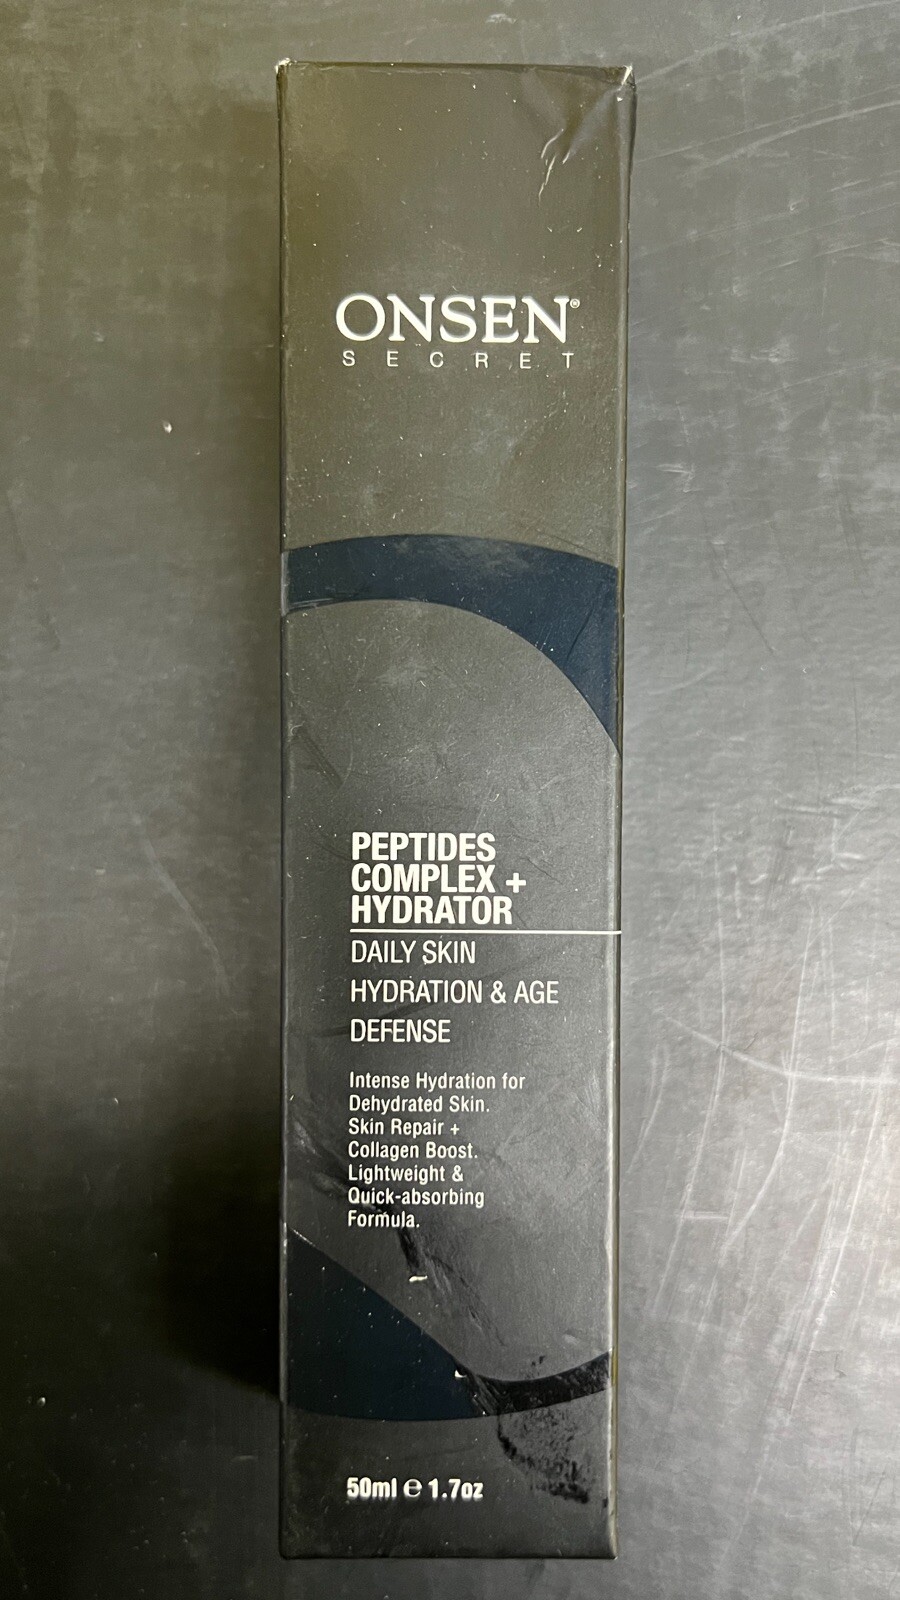 ONSEN®
SECRET
PEPTIDES
COMPLEX +
HYDRATOR
DAILY SKIN
HYDRATION & AGE
DEFENSE
Intense Hydration for
Dehydrated Skin.
Skin Repair +
Collagen Boost.
Lightweight &
Quick-absorbing
Formula.
50ml ℮ 1.7oz